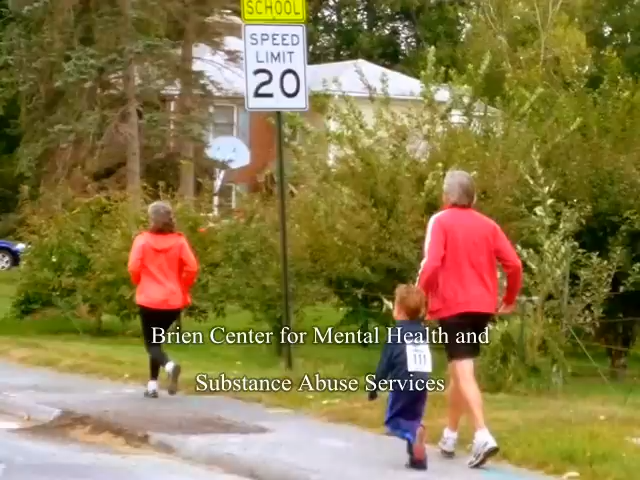 SCHOOL
SPEED
LIMIT
20
Brien Center for Mental Health and
111
Substance Abuse Services